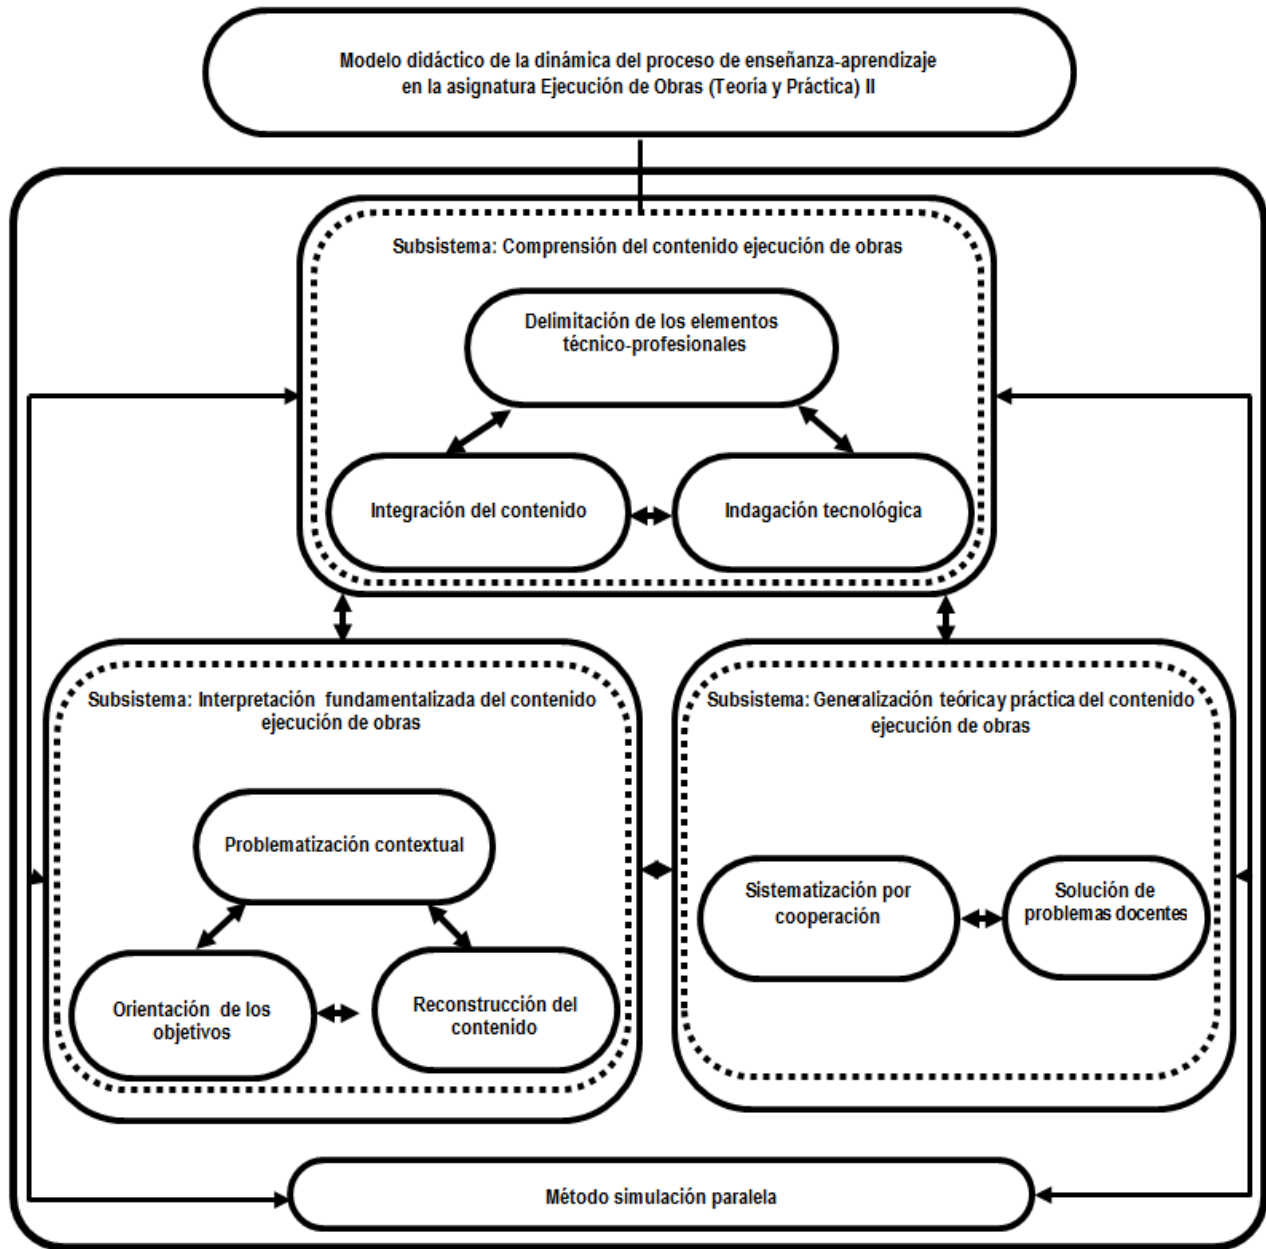 Modelo didáctico de la dinámica del proceso de enseñanza-aprendizaje
en la asignatura Ejecución de Obras (Teoría y Práctica) II
Subsistema: Comprensión del contenido ejecución de obras
Delimitación de los elementos
técnico-profesionales
Integración del contenido
Indagación tecnológica
Subsistema: Interpretación fundamentalizada del contenido
ejecución de obras
Problematización contextual
Orientación de los
objetivos
Reconstrucción del
contenido
Subsistema: Generalización teórica y práctica del contenido
ejecución de obras
Sistematización por
cooperación
Solución de
problemas docentes
Método simulación paralela